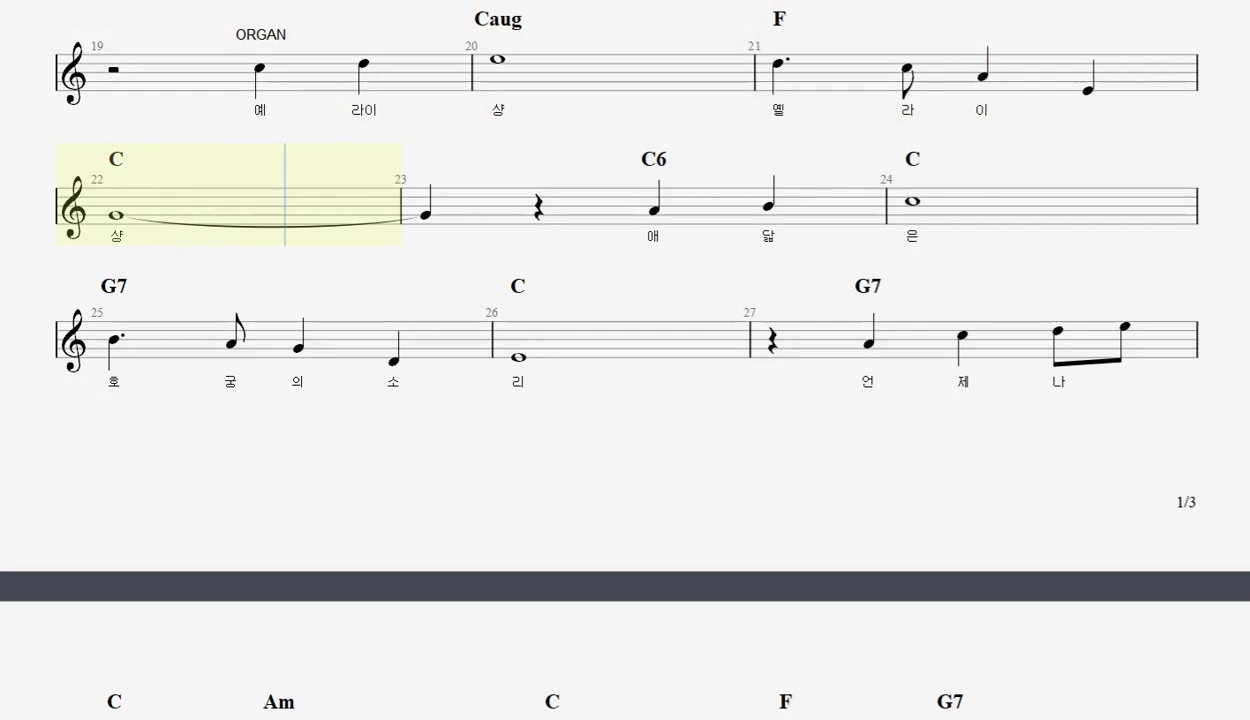 ORGAN
Caug F
19 20 21
예 라이 샹 옐 라 이
C C6 C
22 23 24
샹 애 닯 은
G7 C G7
25 26 27
호 궁 의 소 리 언 제 나
1/3
C Am C F G7